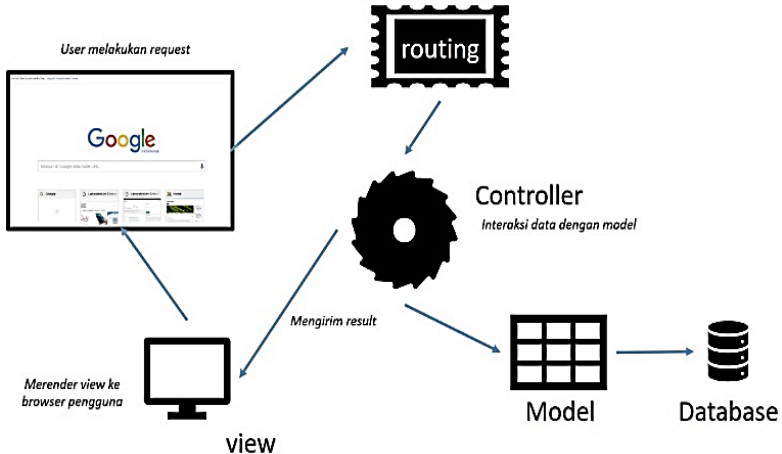 User melakukan request
routing
Google
Controller
Interaksi data dengan model
Mengirim result
Merender view ke
browser pengguna
view
Model
Database